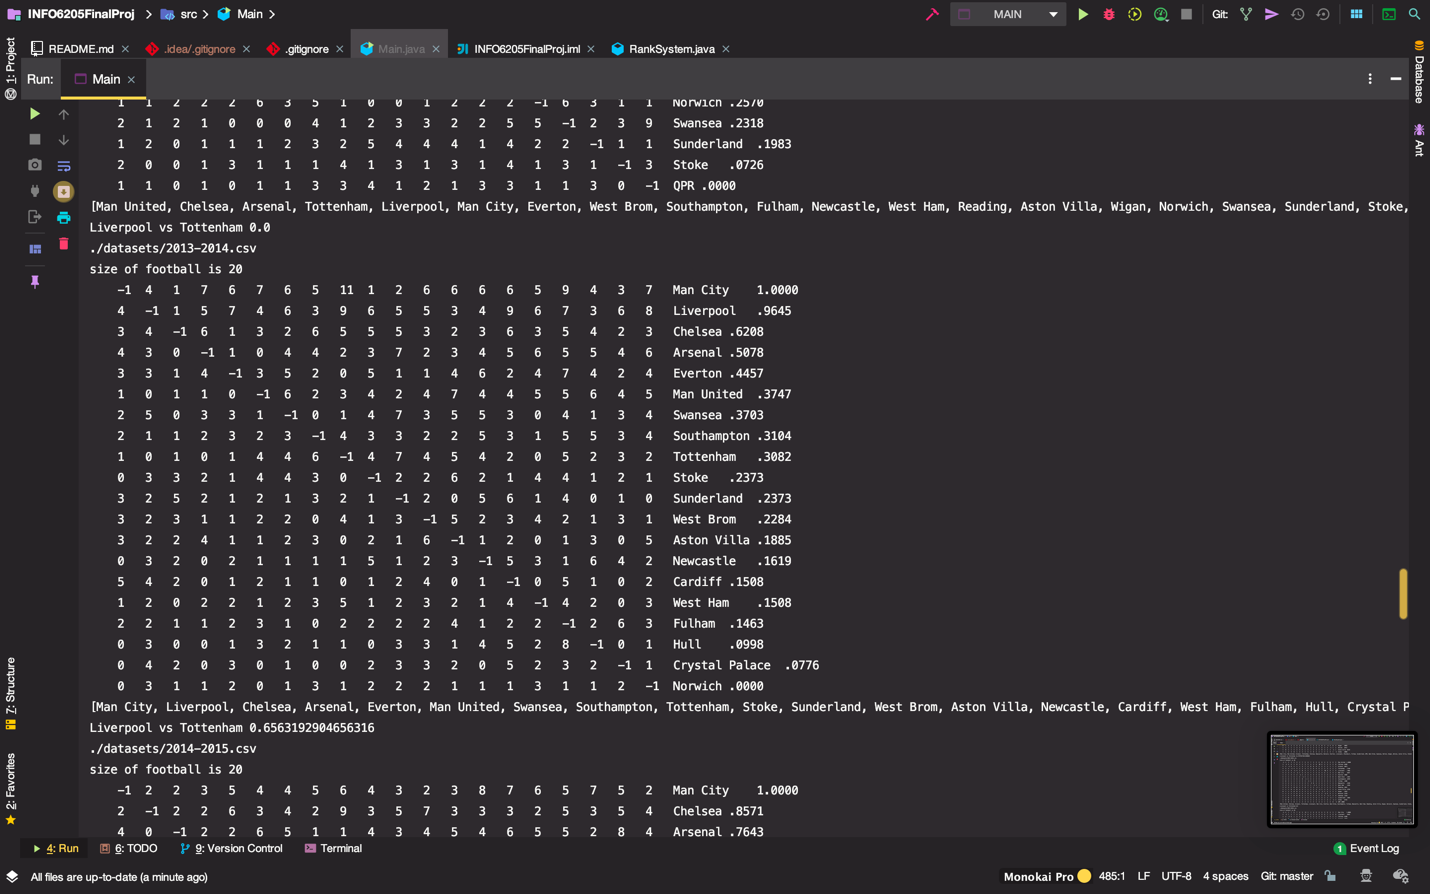 INFO6205FinalProj > src > Main >
MAIN Git:
README.md × .idea/.gitignore × .gitignore × Main.java × INFO6205FinalProj.iml × RankSystem.java ×
1: Project
Database
Ant
Run: Main ×
1 1 2 2 2 6 3 5 1 0 0 1 2 2 2 -1 6 3 1 1 Norwich .2570
2 1 2 1 0 0 0 4 1 2 3 3 2 2 5 5 -1 2 3 9 Swansea .2318
1 2 0 1 1 1 2 3 2 5 4 4 4 1 4 2 2 -1 1 1 Sunderland .1983
2 0 0 1 3 1 1 1 4 1 3 1 3 1 4 1 3 1 -1 3 Stoke .0726
1 1 0 1 0 1 1 3 3 4 1 2 1 3 3 1 1 3 0 -1 QPR .0000
[Man United, Chelsea, Arsenal, Tottenham, Liverpool, Man City, Everton, West Brom, Southampton, Fulham, Newcastle, West Ham, Reading, Aston Villa, Wigan, Norwich, Swansea, Sunderland, Stoke,
Liverpool vs Tottenham 0.0
./datasets/2013-2014.csv
size of football is 20
-1 4 1 7 6 7 6 5 11 1 2 6 6 6 6 5 9 4 3 7 Man City 1.0000
4 -1 1 5 7 4 6 3 9 6 5 5 3 4 9 6 7 3 6 8 Liverpool .9645
3 4 -1 6 1 3 2 6 5 5 5 3 2 3 6 3 5 4 2 3 Chelsea .6208
4 3 0 -1 1 0 4 4 2 3 7 2 3 4 5 6 5 5 4 6 Arsenal .5078
3 3 1 4 -1 3 5 2 0 5 1 1 4 6 2 4 7 4 2 4 Everton .4457
1 0 1 1 0 -1 6 2 3 4 2 4 7 4 4 5 5 6 4 5 Man United .3747
2 5 0 3 3 1 -1 0 1 4 7 3 5 5 3 0 4 1 3 4 Swansea .3703
2 1 1 2 3 2 3 -1 4 3 3 2 2 5 3 1 5 5 3 4 Southampton .3104
1 0 1 0 1 4 4 6 -1 4 7 4 5 4 2 0 5 2 3 2 Tottenham .3082
0 3 3 2 1 4 4 3 0 -1 2 2 6 2 1 4 4 1 2 1 Stoke .2373
3 2 5 2 1 2 1 3 2 1 -1 2 0 5 6 1 4 0 1 0 Sunderland .2373
3 2 3 1 1 2 2 0 4 1 3 -1 5 2 3 4 2 1 3 1 West Brom .2284
3 2 2 4 1 1 2 3 0 2 1 6 -1 1 2 0 1 3 0 5 Aston Villa .1885
0 3 2 0 2 1 1 1 1 5 1 2 3 -1 5 3 1 6 4 2 Newcastle .1619
5 4 2 0 1 2 1 1 0 1 2 4 0 1 -1 0 5 1 0 2 Cardiff .1508
1 2 0 2 2 1 2 3 5 1 2 3 2 1 4 -1 4 2 0 3 West Ham .1508
2 2 1 1 2 3 1 0 2 2 2 2 4 1 2 2 -1 2 6 3 Fulham .1463
0 3 0 0 1 3 2 1 1 0 3 3 1 4 5 2 8 -1 0 1 Hull .0998
0 4 2 0 3 0 1 0 0 2 3 3 2 0 5 2 3 2 -1 1 Crystal Palace .0776
0 3 1 1 2 0 1 3 1 2 2 2 1 1 1 3 1 1 2 -1 Norwich .0000
[Man City, Liverpool, Chelsea, Arsenal, Everton, Man United, Swansea, Southampton, Tottenham, Stoke, Sunderland, West Brom, Aston Villa, Newcastle, Cardiff, West Ham, Fulham, Hull, Crystal P
Liverpool vs Tottenham 0.6563192904656316
./datasets/2014-2015.csv
size of football is 20
-1 2 2 3 5 4 4 5 6 4 3 2 3 8 7 6 5 7 5 2 Man City 1.0000
2 -1 2 2 6 3 4 2 9 3 5 7 3 3 3 2 5 3 5 4 Chelsea .8571
4 0 -1 2 2 6 5 1 1 4 3 4 5 4 6 5 5 2 8 4 Arsenal .7643
7: Structure
2: Favorites
4: Run 6: TODO 9: Version Control Terminal 1 Event Log
All files are up-to-date (a minute ago) Monokai Pro 485:1 LF UTF-8 4 spaces Git: master